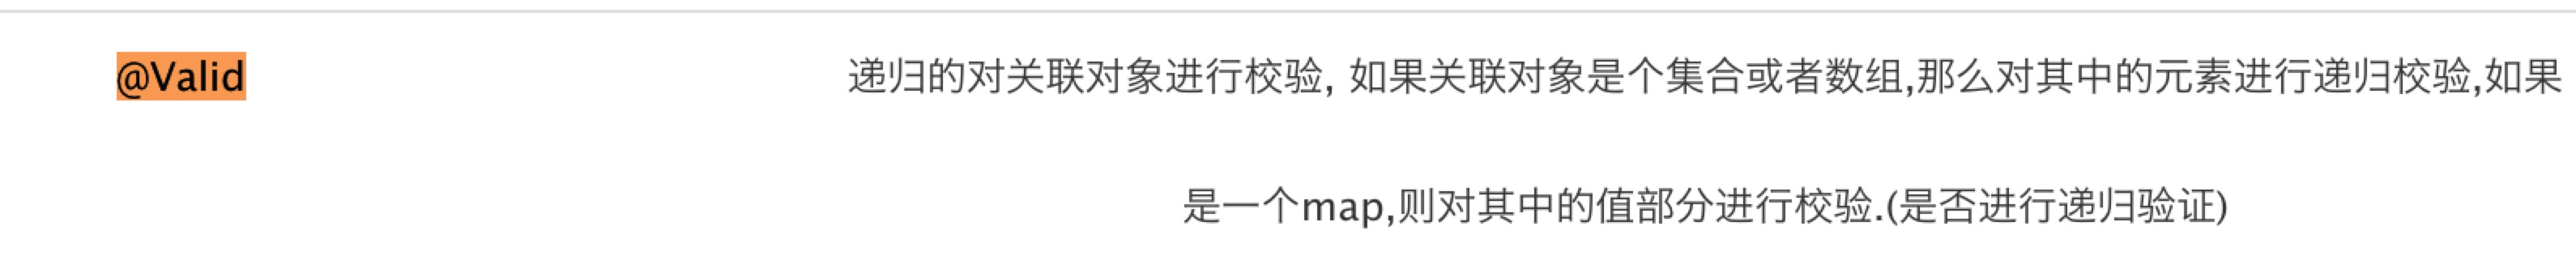 @Valid 递归的对关联对象进行校验, 如果关联对象是个集合或者数组,那么对其中的元素进行递归校验,如果
是一个map,则对其中的值部分进行校验.(是否进行递归验证)